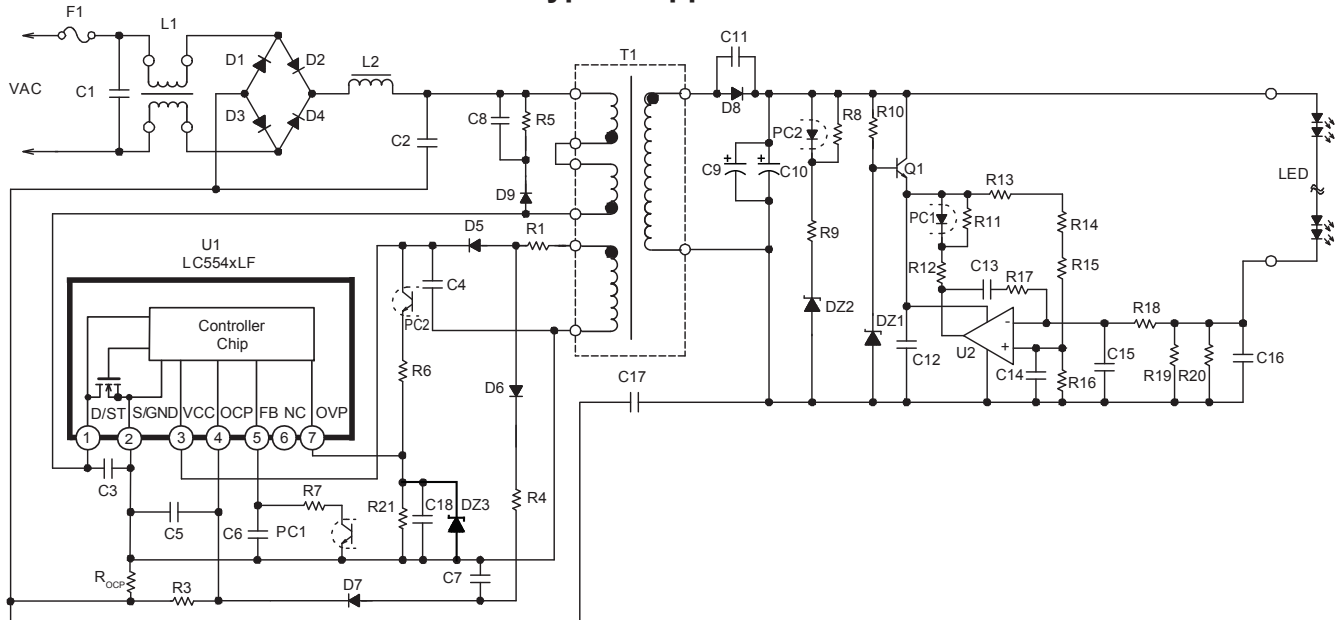 F1
L1
T1
C11
D1
D2
L2
VAC
C1
D3
D4
C2
C8
R5
D9
D8
PC2
R8
R10
C9
C10
Q1
R13
LED
PC1
R11
R14
R9
R12
C13
R17
R15
DZ2
DZ1
R18
U2
-
+
C12
C14
R16
C15
R19
R20
C16
C17
U1
LC554xLF
D5
R1
C4
PC2
R6
D6
Controller
Chip
D/ST
S/GND
VCC
OCP
FB
NC
OVP
1
2
3
4
5
6
7
C3
C5
R7
C6
PC1
R21
C18
DZ3
R4
ROCP
R3
D7
C7
+
+